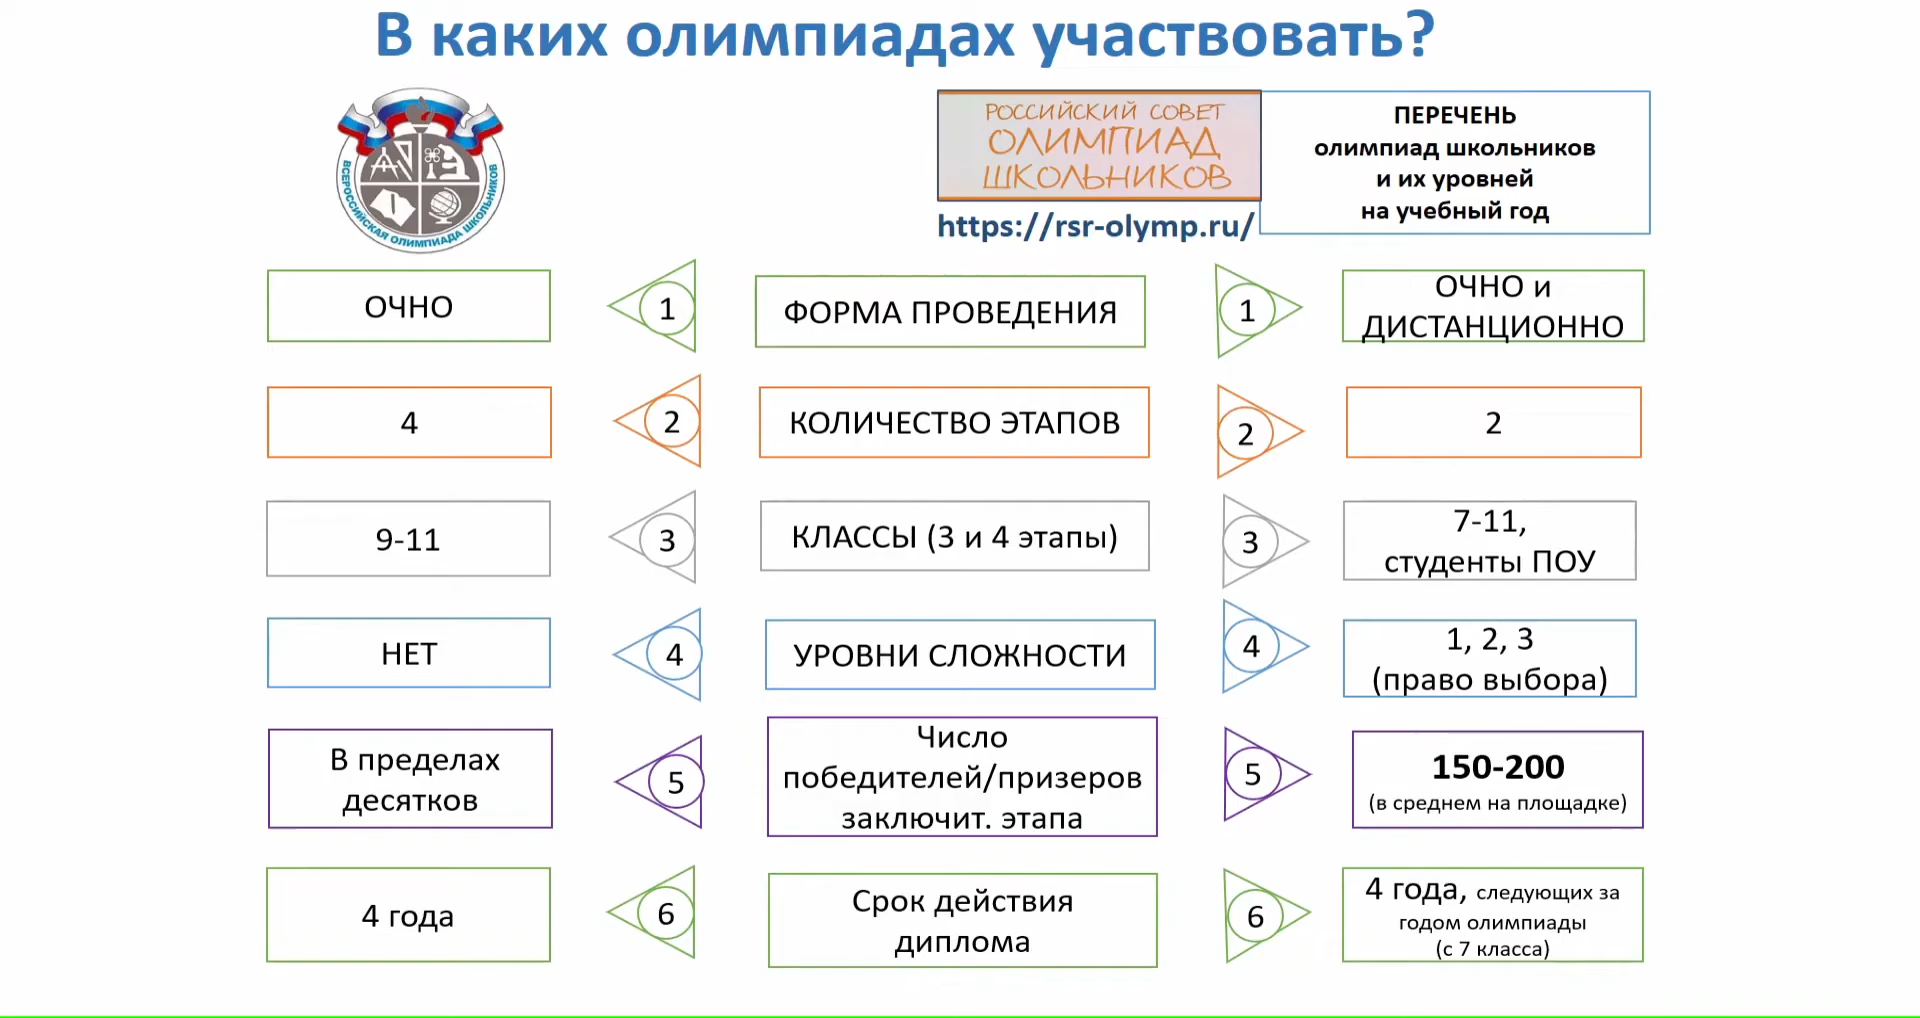 В каких олимпиадах участвовать?
ВСЕРОССИЙСКАЯ ОЛИМПИАДА ШКОЛЬНИКОВ
РОССИЙСКИЙ СОВЕТ
ОЛИМПИАД
ШКОЛЬНИКОВ
https://rsr-olymp.ru/
ПЕРЕЧЕНЬ
олимпиад школьников
и их уровней
на учебный год
ОЧНО
1
ФОРМА ПРОВЕДЕНИЯ
1
ОЧНО и
ДИСТАНЦИОННО
4
2
КОЛИЧЕСТВО ЭТАПОВ
2
2
9-11
3
КЛАССЫ (3 и 4 этапы)
3
7-11,
студенты ПОУ
НЕТ
4
УРОВНИ СЛОЖНОСТИ
4
1, 2, 3
(право выбора)
В пределах
десятков
5
Число
победителей/призеров
заключит. этапа
5
150-200
(в среднем на площадке)
4 года
6
Срок действия
диплома
6
4 года, следующих за
годом олимпиады
(с 7 класса)